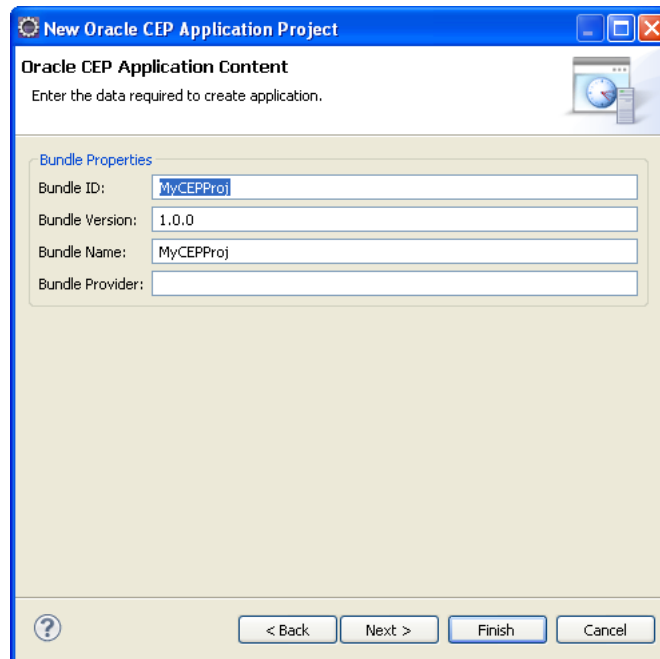 New Oracle CEP Application Project
Oracle CEP Application Content
Enter the data required to create application.
Bundle Properties
Bundle ID: MyCEPProj
Bundle Version: 1.0.0
Bundle Name: MyCEPProj
Bundle Provider:
? < Back Next > Finish Cancel